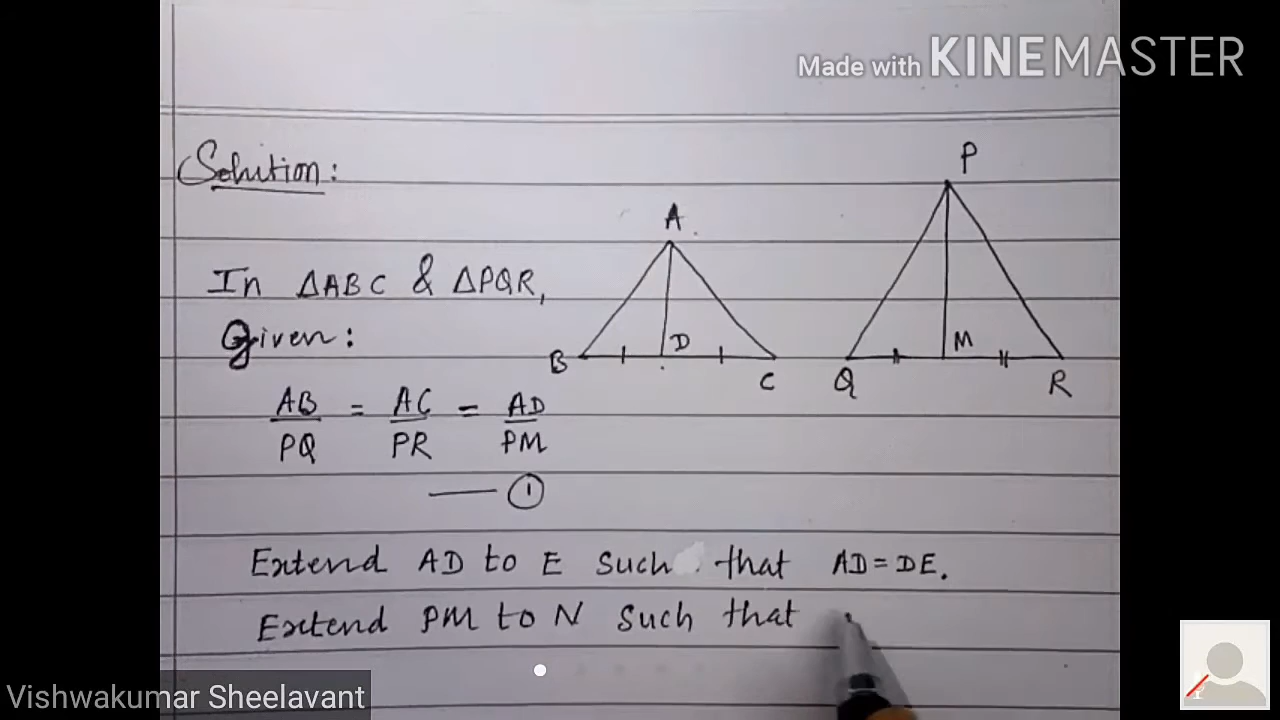 Made with KINEMASTER
Solution:
P
A
In ΔABC & ΔPQR,
Given:
B D C Q M R
AB/PQ = AC/PR = AD/PM
—— ①
Extend AD to E such that AD = DE.
Extend PM to N such that
Vishwakumar Sheelavant